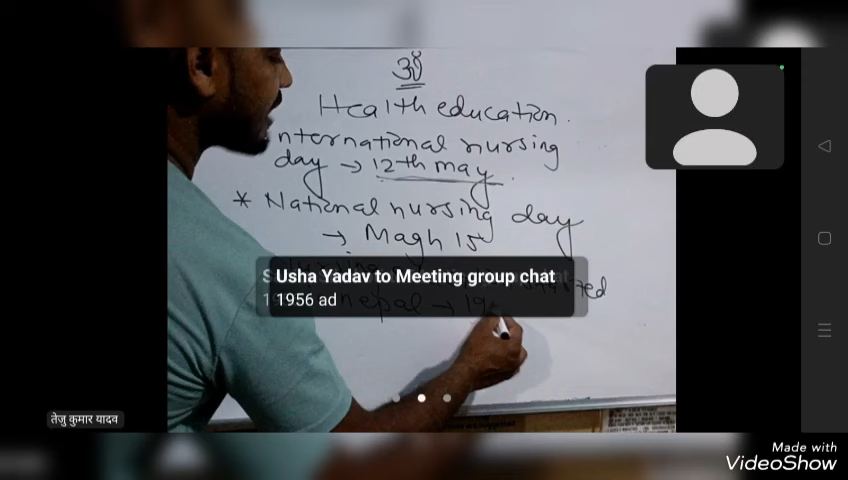 ॐ
Health education.
nternational nursing
day → 12th may.
* National nursing day
→ Magh 15
Usha Yadav to Meeting group chat
1956 ad
nepal → 19
तेजु कुमार यादव
Made with
VideoShow